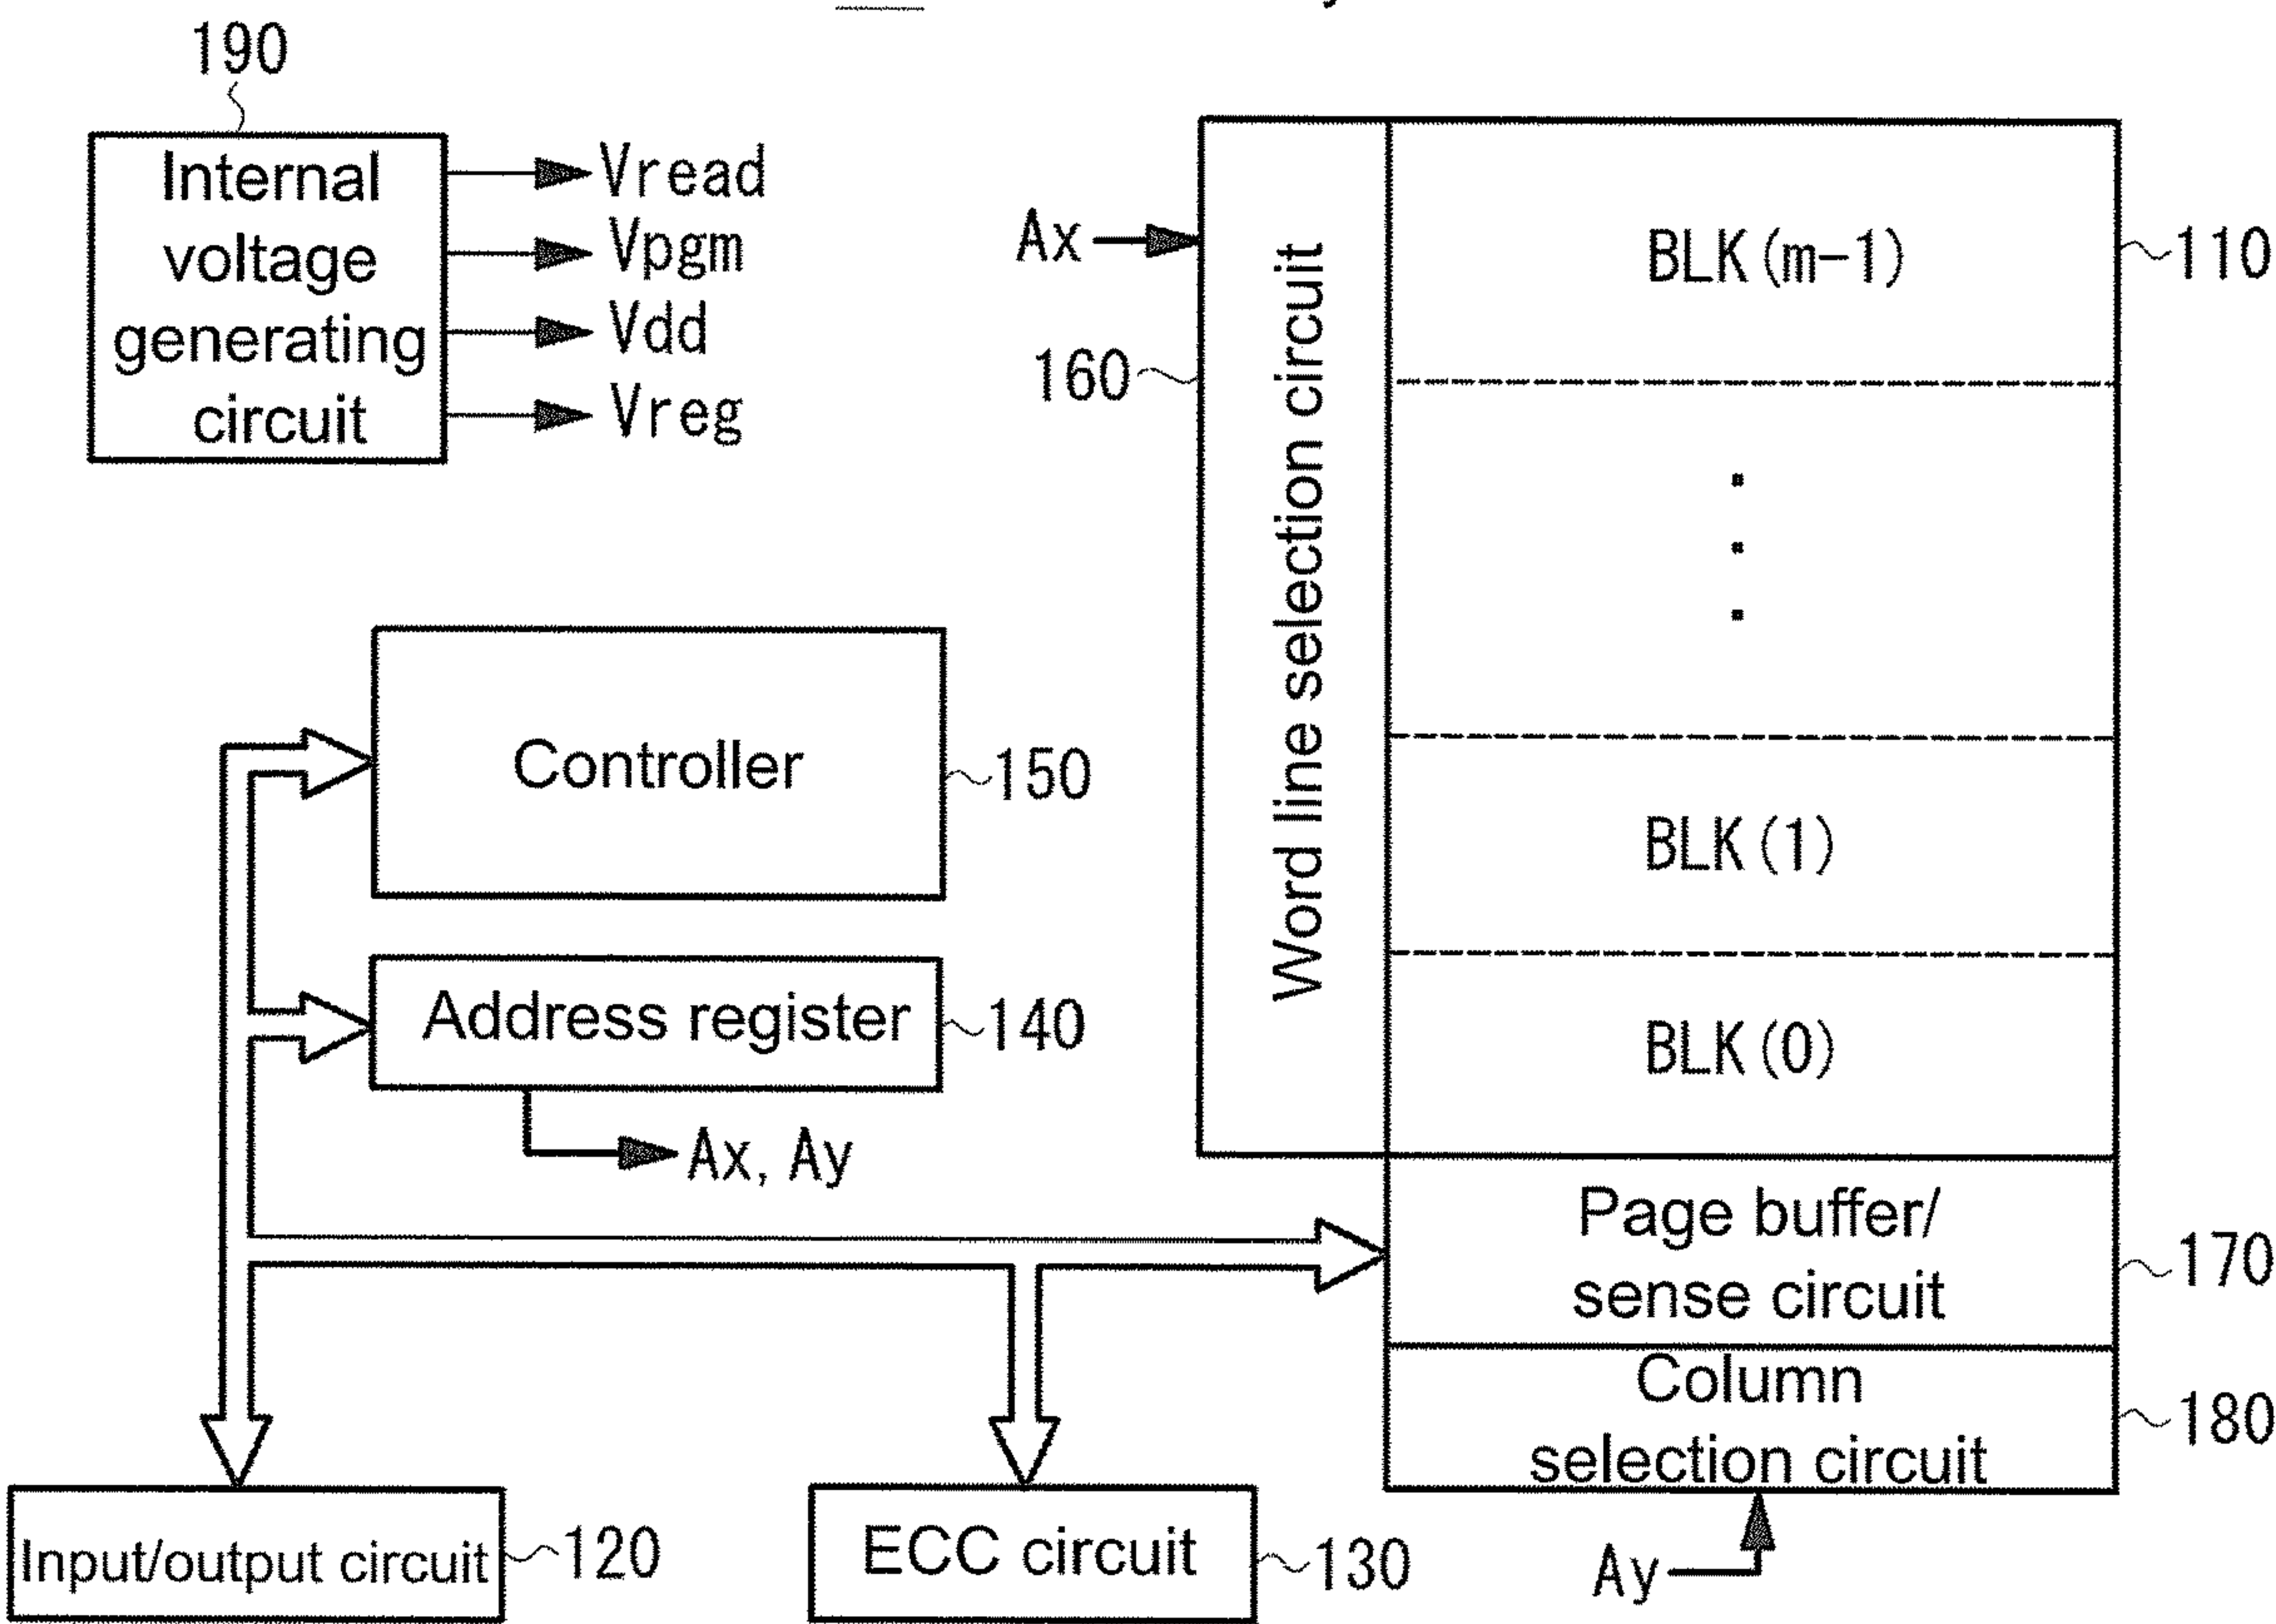 190
Internal
voltage
generating
circuit
Vread
Vpgm
Vdd
Vreg
Ax
160
Word line selection circuit
BLK(m-1)
110
BLK(1)
BLK(0)
Controller
150
Address register
140
Ax, Ay
Page buffer/
sense circuit
170
Column
selection circuit
180
Ay
Input/output circuit
120
ECC circuit
130